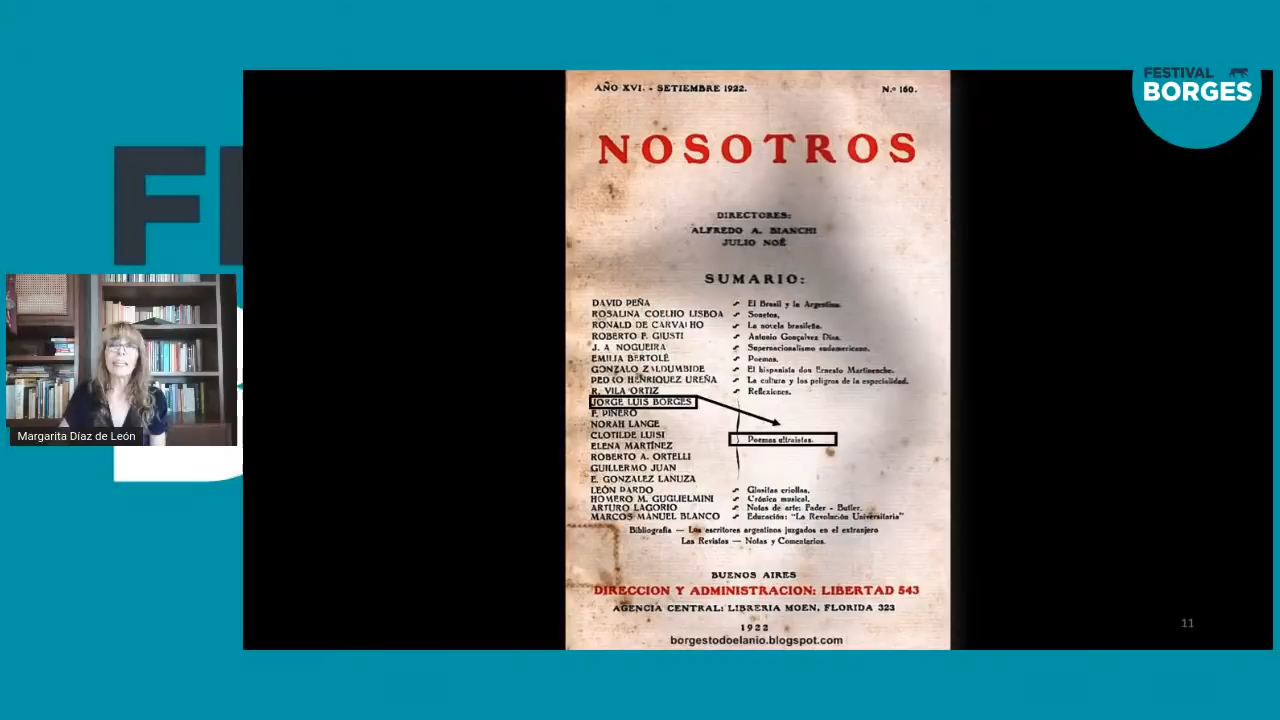 FESTIVAL
BORGES
AÑO XVI. - SETIEMBRE 1922. N.º 160.
NOSOTROS
DIRECTORES:
ALFREDO A. BIANCHI
JULIO NOÉ
SUMARIO:
DAVID PEÑA El Brasil y la Argentina.
ROSALINA COELHO LISBOA Sonetos.
RONALD DE CARVALHO La novela brasileña.
ROBERTO F. GIUSTI Antonio Gonçalvez Dias.
J. A. NOGUEIRA Supernacionalismo sudamericano.
EMILIA BERTOLÉ Poemas.
GONZALO ZALDUMBIDE El hispanista don Ernesto Martinenche.
PEDRO HENRIQUEZ UREÑA La cultura y los peligros de la especialidad.
R. VILA ORTIZ Reflexiones.
JORGE LUIS BORGES
F. PIÑERO
NORAH LANGE
CLOTILDE LUISI
Poemas ultraistas.
ELENA MARTÍNEZ
ROBERTO A. ORTELLI
GUILLERMO JUAN
E. GONZALEZ LANUZA
LEÓN PARDO Glositas criollas.
HOMERO M. GUGLIELMINI Crónica musical.
ARTURO LAGORIO Notas de arte: Fader - Butler.
MARCOS MANUEL BLANCO Educación: "La Revolución Universitaria"
Bibliografia — Los escritores argentinos juzgados en el extranjero
Las Revistas — Notas y Comentarios.
BUENOS AIRES
DIRECCION Y ADMINISTRACION: LIBERTAD 543
AGENCIA CENTRAL: LIBRERIA MOEN, FLORIDA 323
1922
borgestodoelanio.blogspot.com
11
Margarita Díaz de León